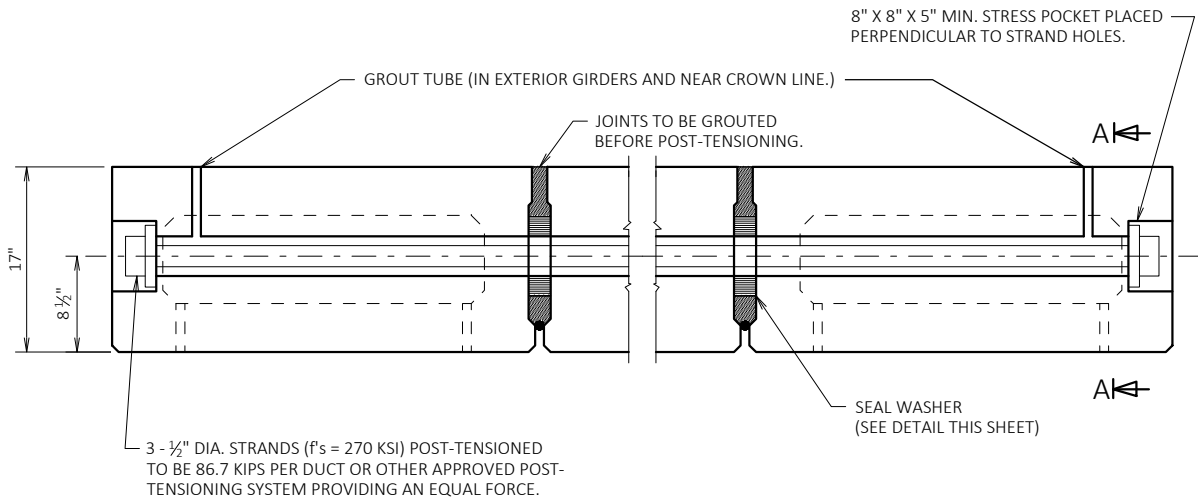 8" X 8" X 5" MIN. STRESS POCKET PLACED
PERPENDICULAR TO STRAND HOLES.
GROUT TUBE (IN EXTERIOR GIRDERS AND NEAR CROWN LINE.)
JOINTS TO BE GROUTED
BEFORE POST-TENSIONING.
A
17"
8 ½"
A
SEAL WASHER
(SEE DETAIL THIS SHEET)
3 - ½" DIA. STRANDS (f's = 270 KSI) POST-TENSIONED
TO BE 86.7 KIPS PER DUCT OR OTHER APPROVED POST-
TENSIONING SYSTEM PROVIDING AN EQUAL FORCE.